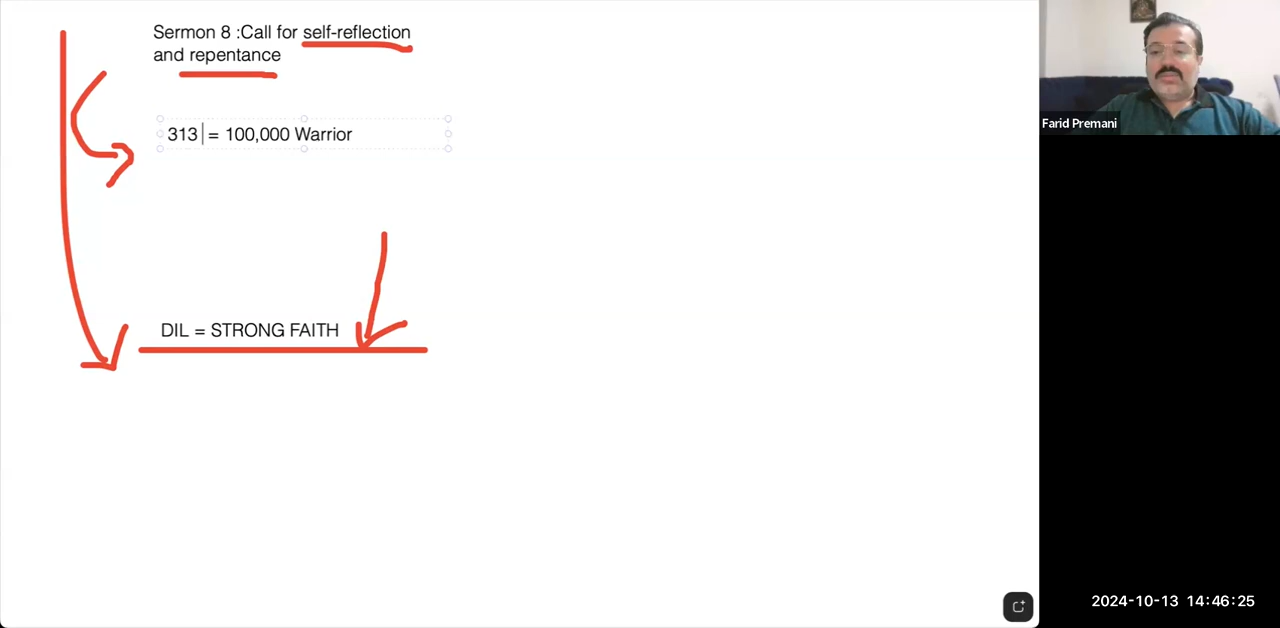 Sermon 8 :Call for self-reflection
and repentance
313 = 100,000 Warrior
DIL = STRONG FAITH
Farid Premani
2024-10-13 14:46:25